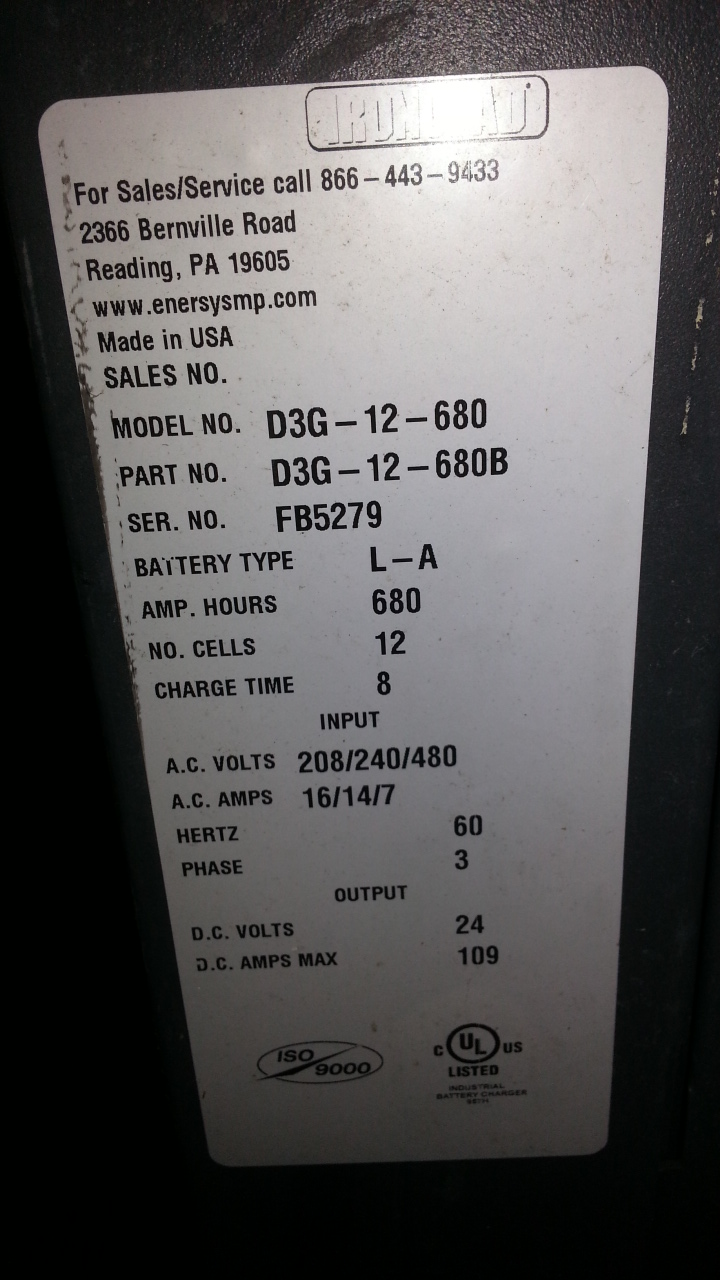 For Sales/Service call 866-443-9433
2366 Bernville Road
Reading, PA 19605
www.enersysmp.com
Made in USA
SALES NO.
MODEL NO. D3G-12-680
PART NO. D3G-12-680B
SER. NO. FB5279
BATTERY TYPE L-A
AMP. HOURS 680
NO. CELLS 12
CHARGE TIME 8
INPUT
A.C. VOLTS 208/240/480
A.C. AMPS 16/14/7
HERTZ 60
PHASE 3
OUTPUT
D.C. VOLTS 24
D.C. AMPS MAX 109
ISO 9000
C UL US
LISTED
INDUSTRIAL
BATTERY CHARGER